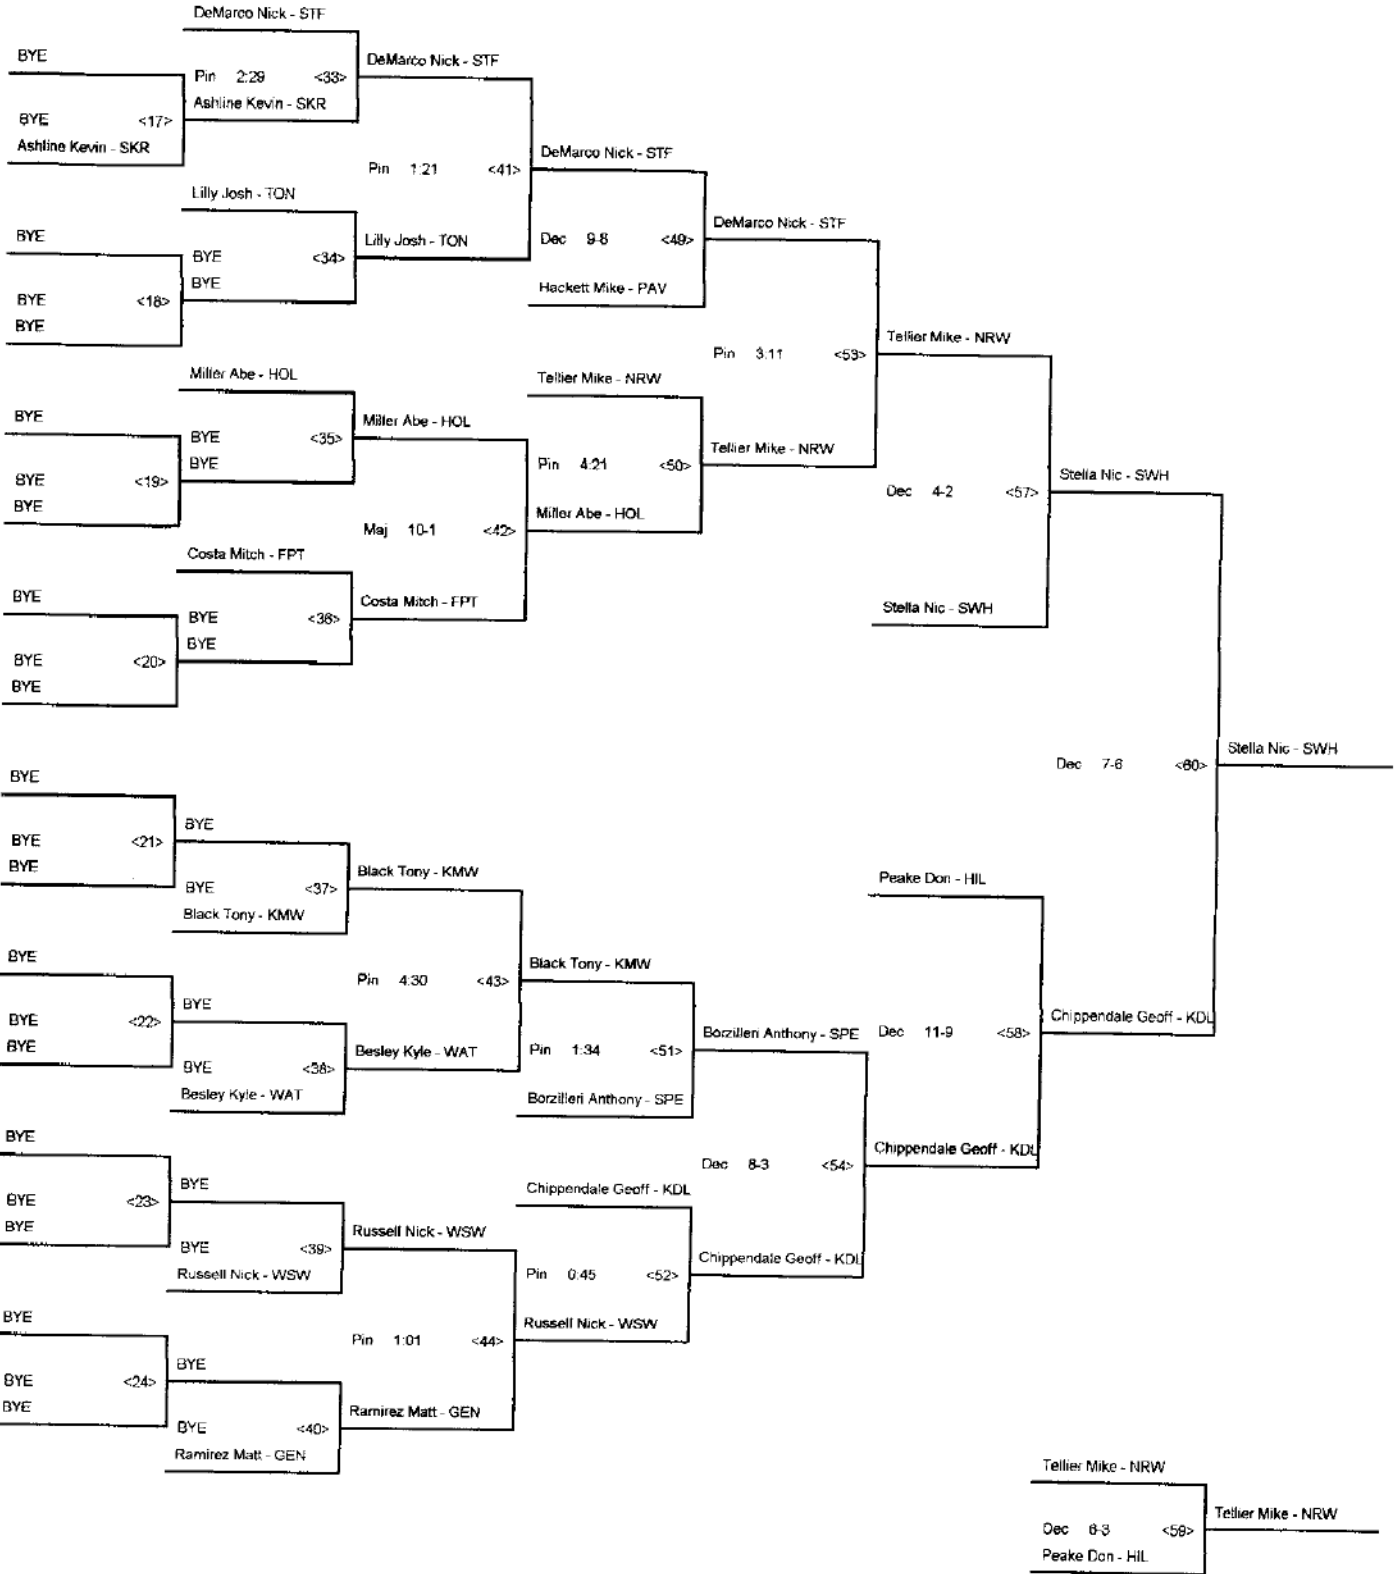 DeMarco Nick - STF
BYE
DeMarco Nick - STF
Pin 2:29 <33>
Ashline Kevin - SKR
BYE <17>
Ashline Kevin - SKR
DeMarco Nick - STF
Pin 1:21 <41>
Lilly Josh - TON
DeMarco Nick - STF
BYE
Lilly Josh - TON
Dec 9-8 <49>
BYE <34>
BYE
Hackett Mike - PAV
BYE <18>
BYE
Tellier Mike - NRW
Pin 3:11 <53>
Miller Abe - HOL
Tellier Mike - NRW
BYE
Miller Abe - HOL
BYE <35>
Tellier Mike - NRW
BYE
Pin 4:21 <50>
BYE <19>
Stella Nic - SWH
Dec 4-2 <57>
BYE
Miller Abe - HOL
Maj 10-1 <42>
Costa Mitch - FPT
BYE
Costa Mitch - FPT
Stella Nic - SWH
BYE <36>
BYE
BYE <20>
BYE
Stella Nic - SWH
Dec 7-6 <60>
BYE
BYE
BYE <21>
BYE
Black Tony - KMW
Peake Don - HIL
BYE <37>
Black Tony - KMW
BYE
Black Tony - KMW
Pin 4:30 <43>
BYE
Chippendale Geoff - KDL
BYE <22>
Borzilleri Anthony - SPE
Dec 11-9 <58>
BYE
Besley Kyle - WAT
Pin 1:34 <51>
BYE <38>
Besley Kyle - WAT
Borzilleri Anthony - SPE
BYE
Chippendale Geoff - KDL
Dec 8-3 <54>
BYE
Chippendale Geoff - KDL
BYE <23>
BYE
Russell Nick - WSW
BYE <39>
Chippendale Geoff - KDL
Russell Nick - WSW
Pin 0:45 <52>
BYE
Russell Nick - WSW
Pin 1:01 <44>
BYE
BYE <24>
BYE
Ramirez Matt - GEN
BYE <40>
Ramirez Matt - GEN
Tellier Mike - NRW
Tellier Mike - NRW
Dec 6-3 <59>
Peake Don - HIL